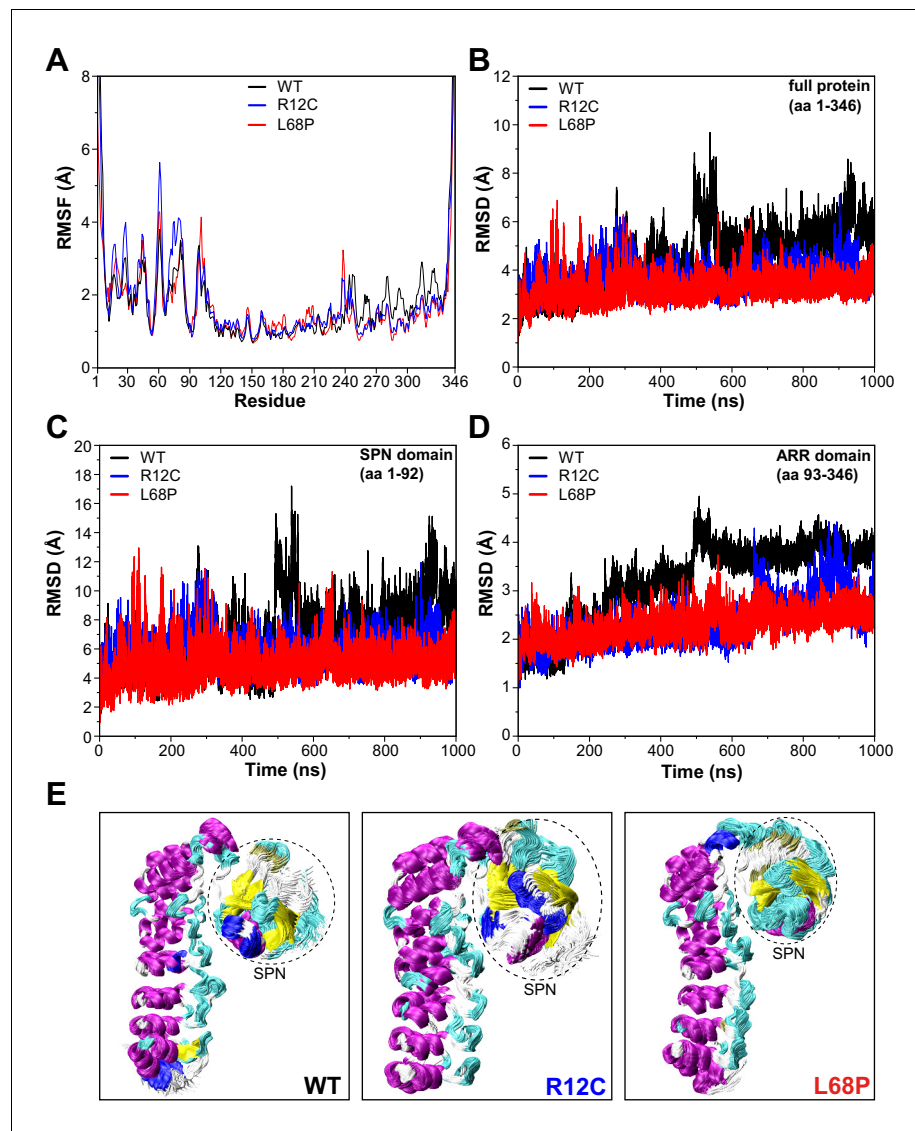 A
WT
R12C
L68P
RMSF (Å)
8
6
4
2
0
1 30 60 90 120 150 180 210 240 270 300 346
Residue
B
WT
R12C
L68P
full protein
(aa 1-346)
RMSD (Å)
12
10
8
6
4
2
0
0 200 400 600 800 1000
Time (ns)
C
WT
R12C
L68P
SPN domain
(aa 1-92)
RMSD (Å)
20
18
16
14
12
10
8
6
4
2
0
0 200 400 600 800 1000
Time (ns)
D
WT
R12C
L68P
ARR domain
(aa 93-346)
RMSD (Å)
6
5
4
3
2
1
0
0 200 400 600 800 1000
Time (ns)
E
SPN
WT
SPN
R12C
SPN
L68P